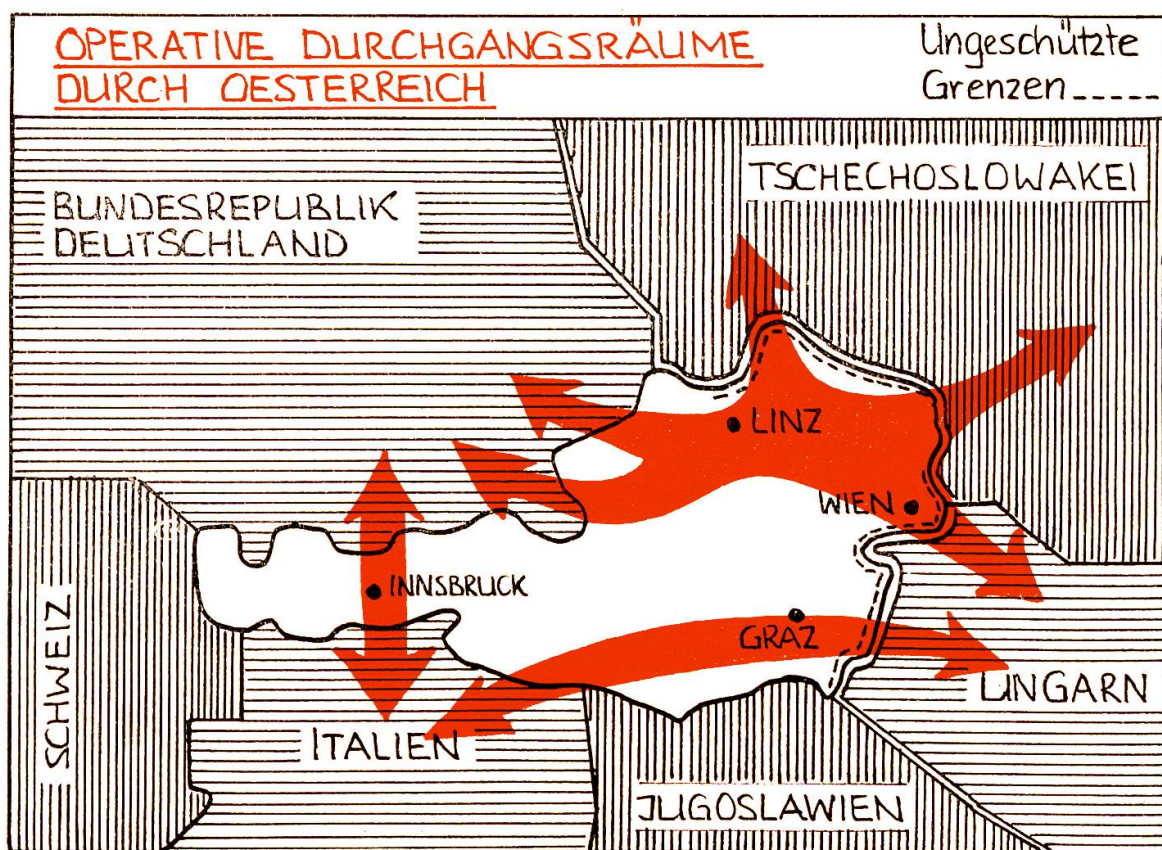 OPERATIVE DURCHGANGSRÄUME
DURCH OESTERREICH
Ungeschützte
Grenzen
TSCHECHOSLOWAKEI
BUNDESREPUBLIK
DEUTSCHLAND
LINZ
WIEN
INNSBRUCK
GRAZ
SCHWEIZ
UNGARN
ITALIEN
JUGOSLAWIEN